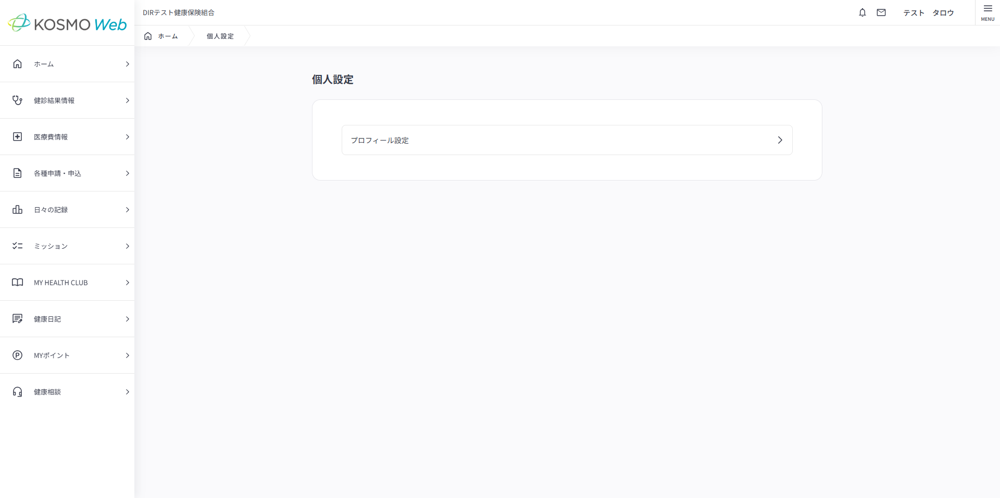 KOSMO Web
DIRテスト健康保険組合
テスト タロウ
MENU
ホーム
個人設定
ホーム
健診結果情報
医療費情報
各種申請・申込
日々の記録
ミッション
MY HEALTH CLUB
健康日記
MYポイント
健康相談
個人設定
プロフィール設定